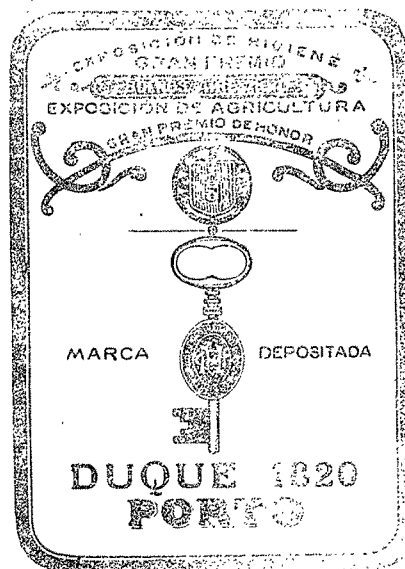 EXPOSICION DE HIGIENE
GRAN PREMIO
EXPOSICION DE AGRICULTURA
GRAN PREMIO DE HONOR
MARCA DEPOSITADA
DUQUE 1820
PORTO